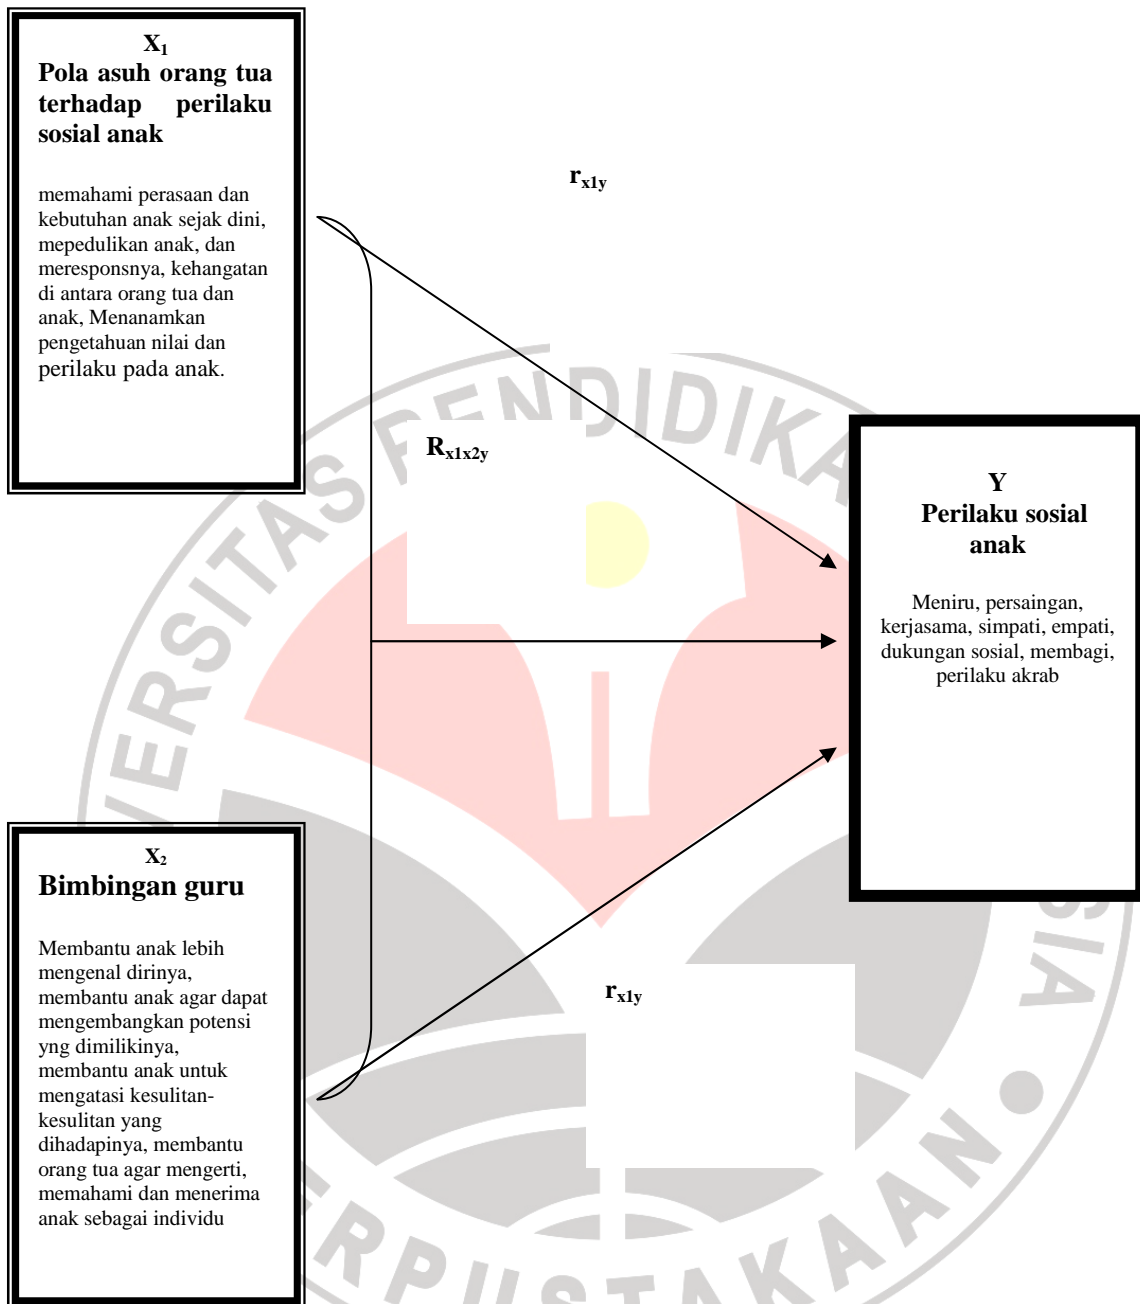 X1
Pola asuh orang tua
terhadap perilaku
sosial anak
memahami perasaan dan
kebutuhan anak sejak dini,
mepedulikan anak, dan
meresponsnya, kehangatan
di antara orang tua dan
anak, Menanamkan
pengetahuan nilai dan
perilaku pada anak.
rx1y
Rx1x2y
Y
Perilaku sosial
anak
Meniru, persaingan,
kerjasama, simpati, empati,
dukungan sosial, membagi,
perilaku akrab
X2
Bimbingan guru
Membantu anak lebih
mengenal dirinya,
membantu anak agar dapat
mengembangkan potensi
yng dimilikinya,
membantu anak untuk
mengatasi kesulitan-
kesulitan yang
dihadapinya, membantu
orang tua agar mengerti,
memahami dan menerima
anak sebagai individu
rx1y